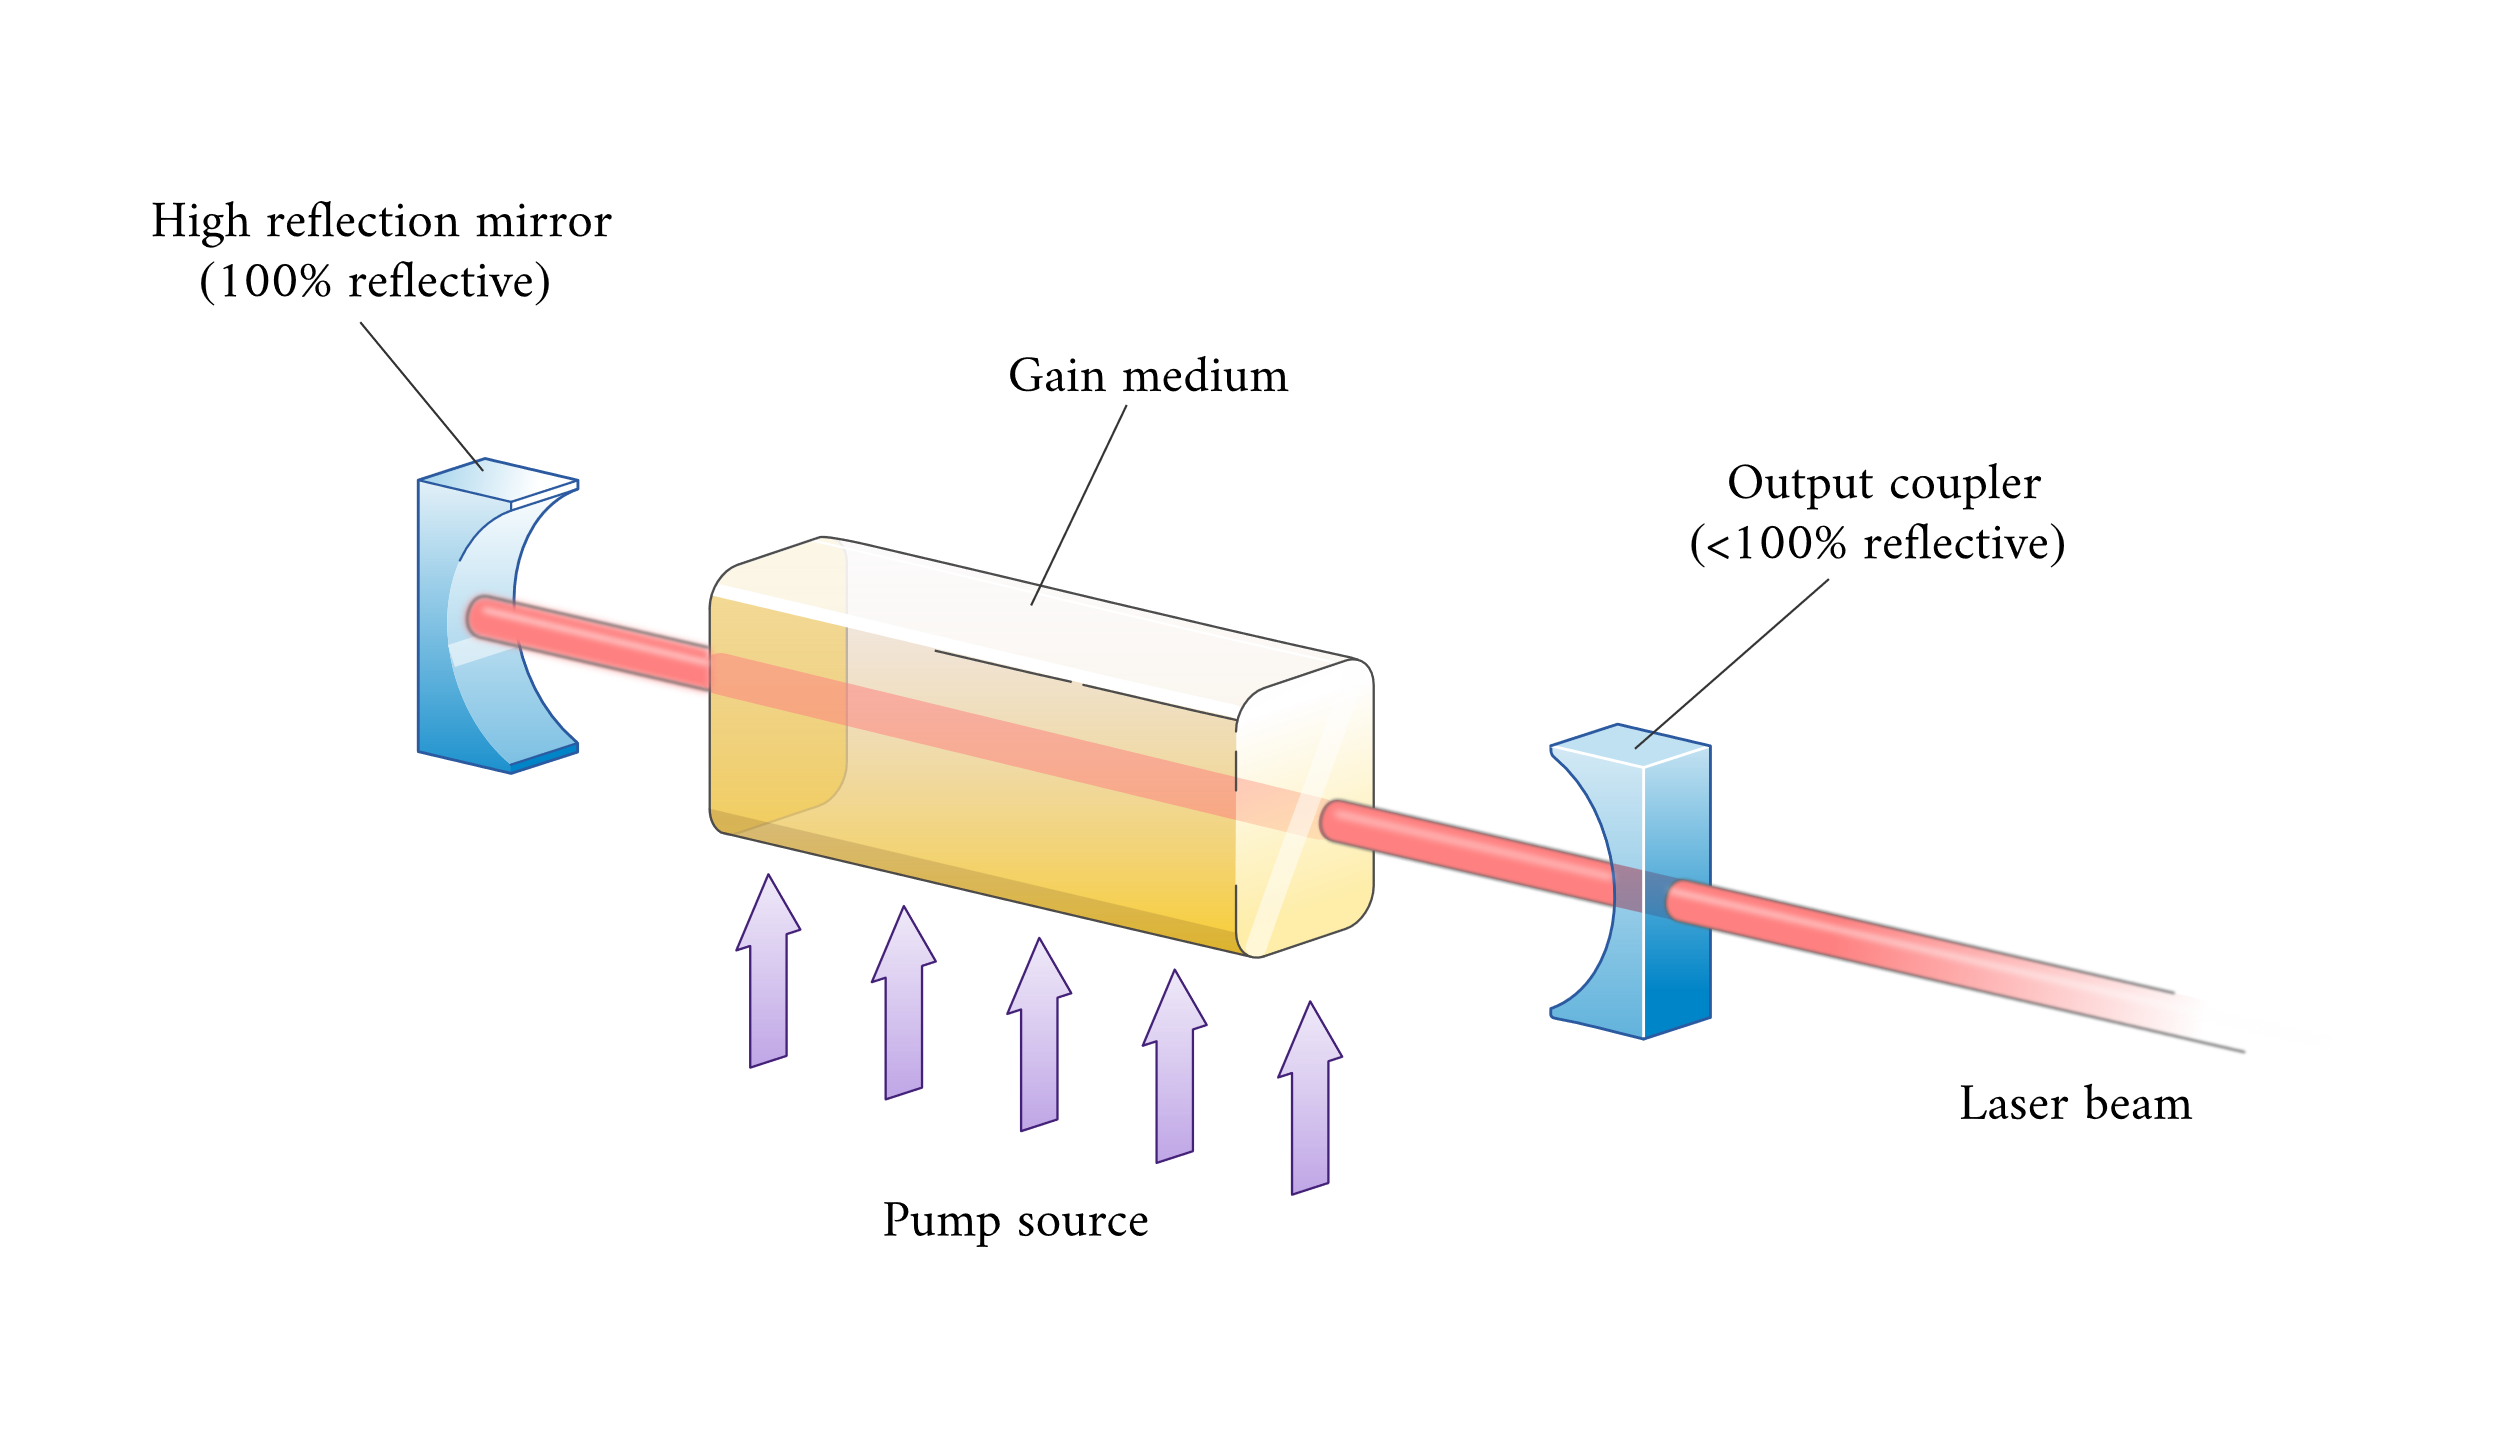 High reflection mirror
(100% reflective)
Gain medium
Output coupler
(<100% reflective)
Laser beam
Pump source